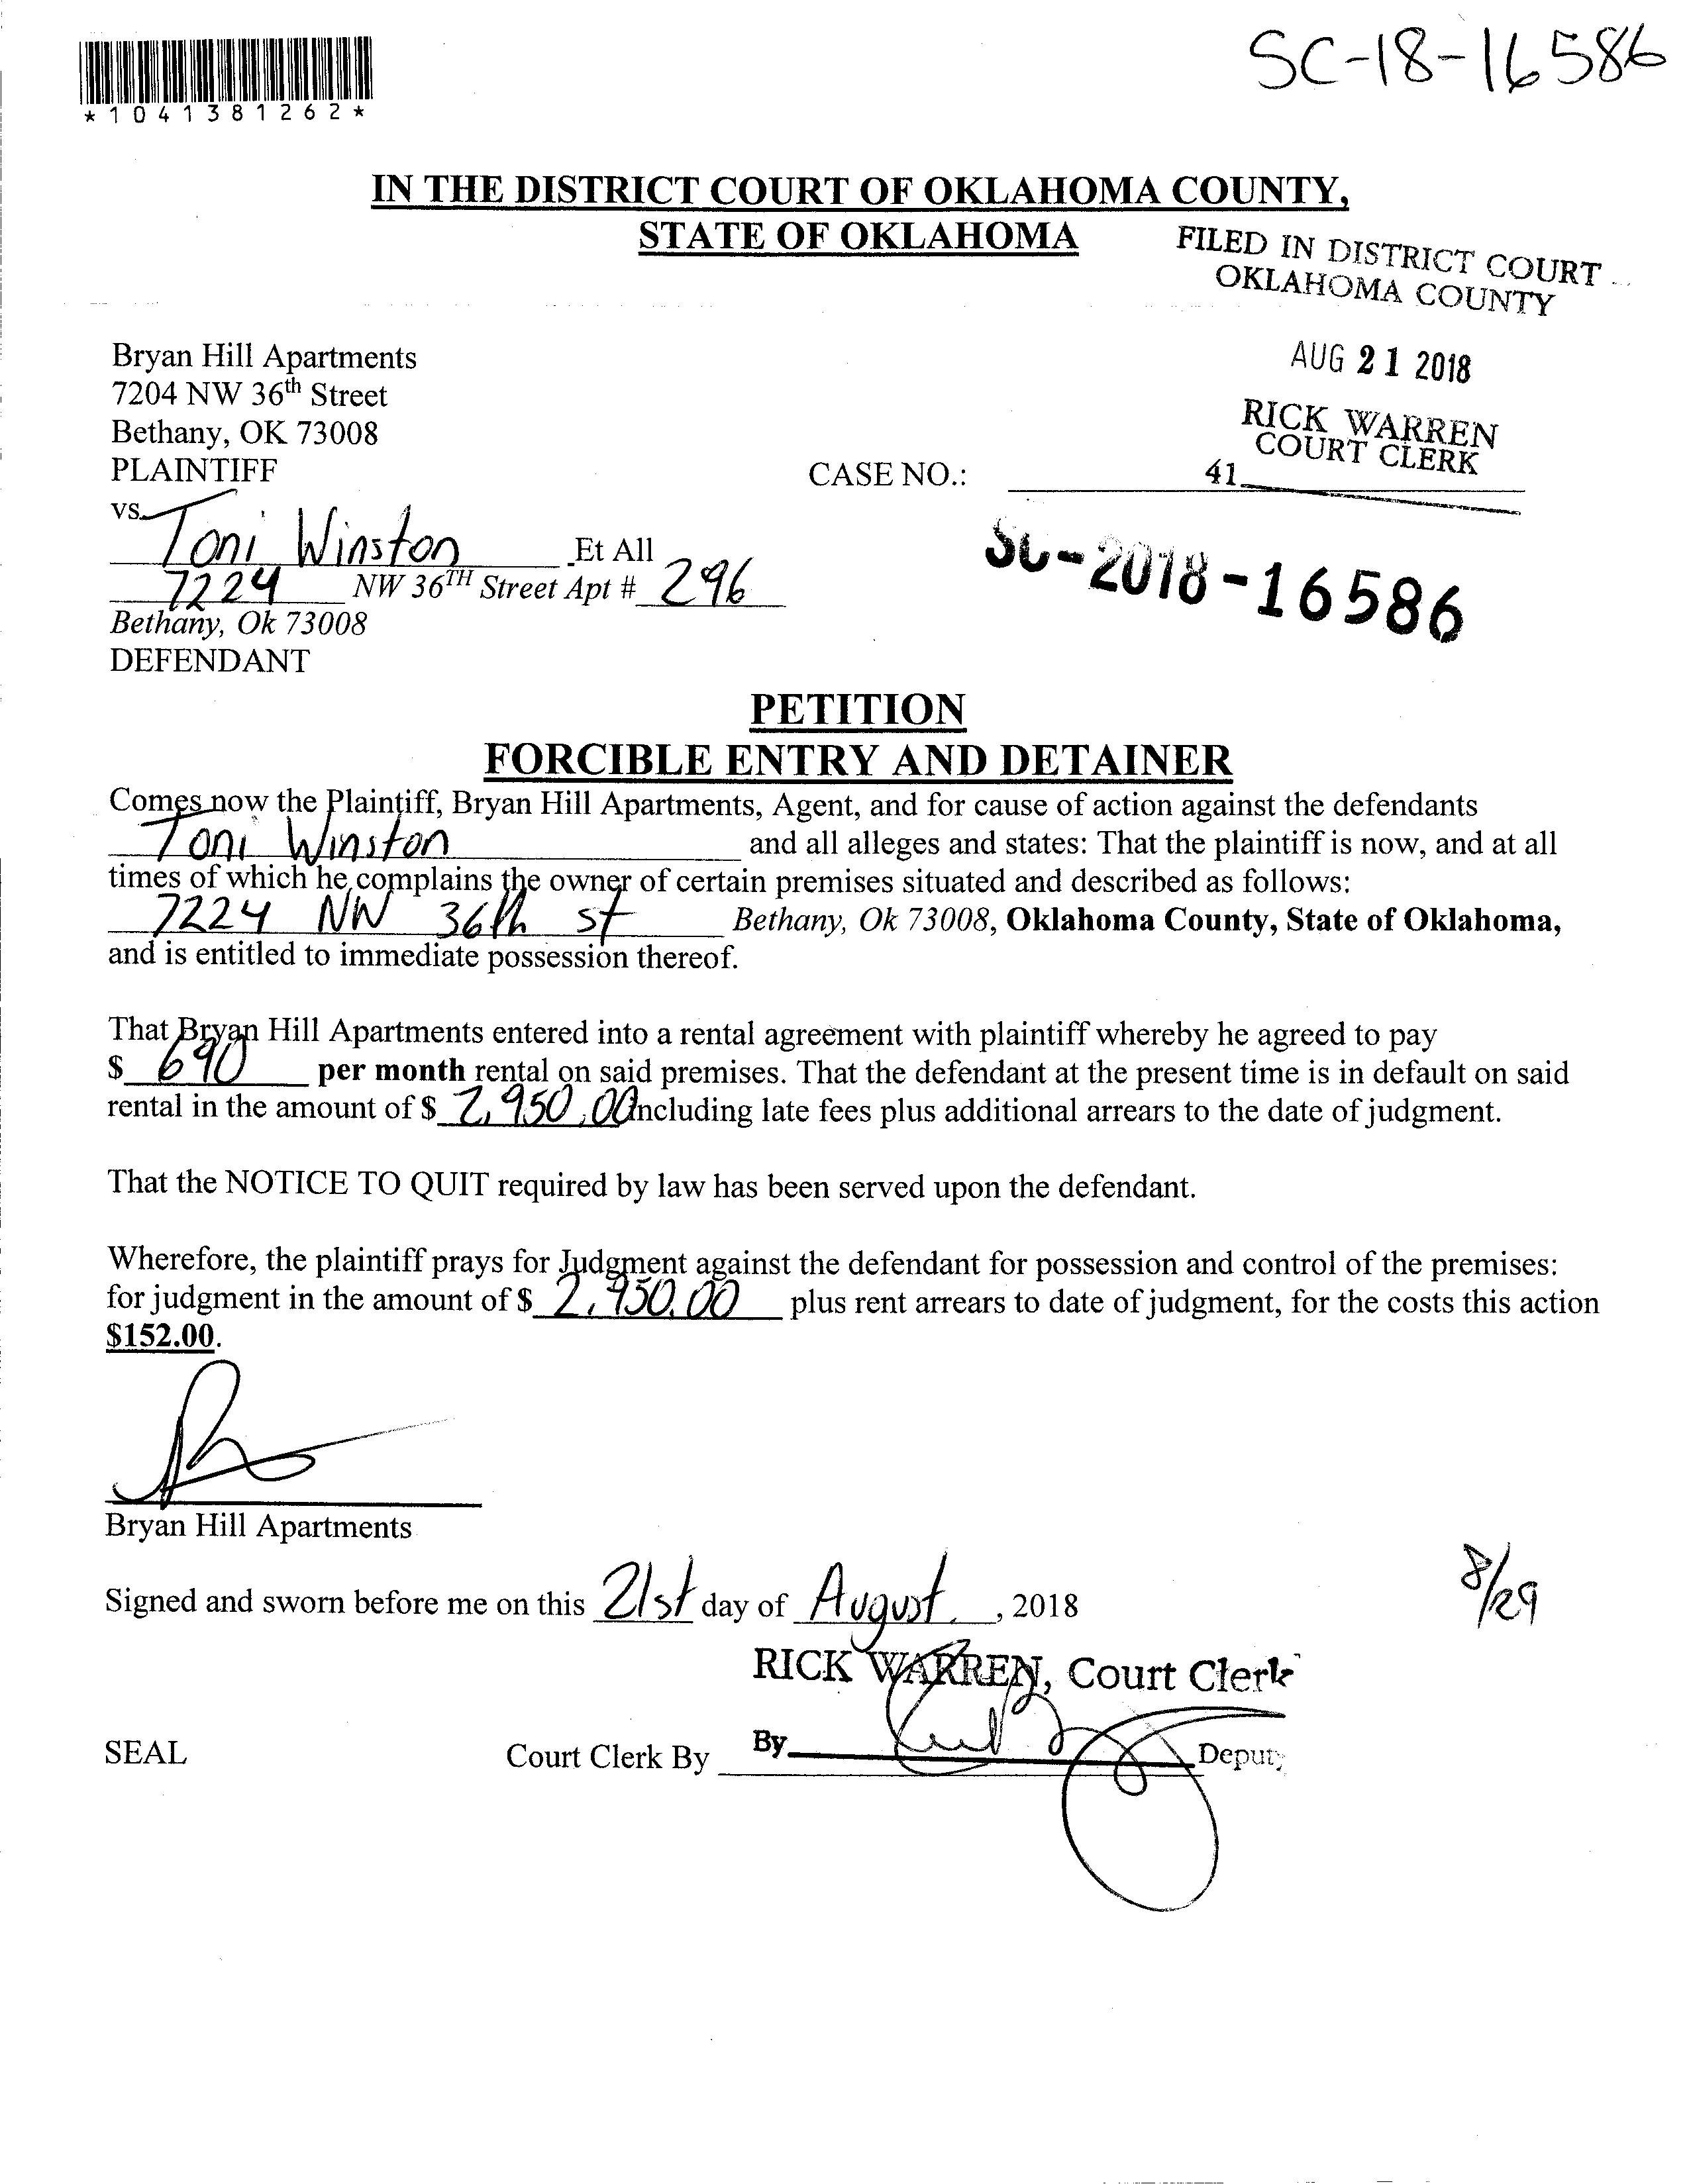 SC-18-16586
*1041381262*
IN THE DISTRICT COURT OF OKLAHOMA COUNTY,
STATE OF OKLAHOMA
FILED IN DISTRICT COURT
OKLAHOMA COUNTY
AUG 21 2018
RICK WARREN
COURT CLERK
41
Bryan Hill Apartments
7204 NW 36th Street
Bethany, OK 73008
PLAINTIFF
CASE NO.:
vs.
Toni Winston Et All
7224 NW 36TH Street Apt # 296
Bethany, Ok 73008
DEFENDANT
SC-2018-16586
PETITION
FORCIBLE ENTRY AND DETAINER
Comes now the Plaintiff, Bryan Hill Apartments, Agent, and for cause of action against the defendants
Toni Winston and all alleges and states: That the plaintiff is now, and at all
times of which he complains the owner of certain premises situated and described as follows:
7224 NW 36th st Bethany, Ok 73008, Oklahoma County, State of Oklahoma,
and is entitled to immediate possession thereof.
That Bryan Hill Apartments entered into a rental agreement with plaintiff whereby he agreed to pay
$ 690 per month rental on said premises. That the defendant at the present time is in default on said
rental in the amount of $ 2,950.00 including late fees plus additional arrears to the date of judgment.
That the NOTICE TO QUIT required by law has been served upon the defendant.
Wherefore, the plaintiff prays for Judgment against the defendant for possession and control of the premises:
for judgment in the amount of $ 2,950.00 plus rent arrears to date of judgment, for the costs this action
$152.00.
Bryan Hill Apartments
Signed and sworn before me on this 21st day of August, 2018
8/29
RICK WARREN, Court Clerk
SEAL Court Clerk By By Deputy